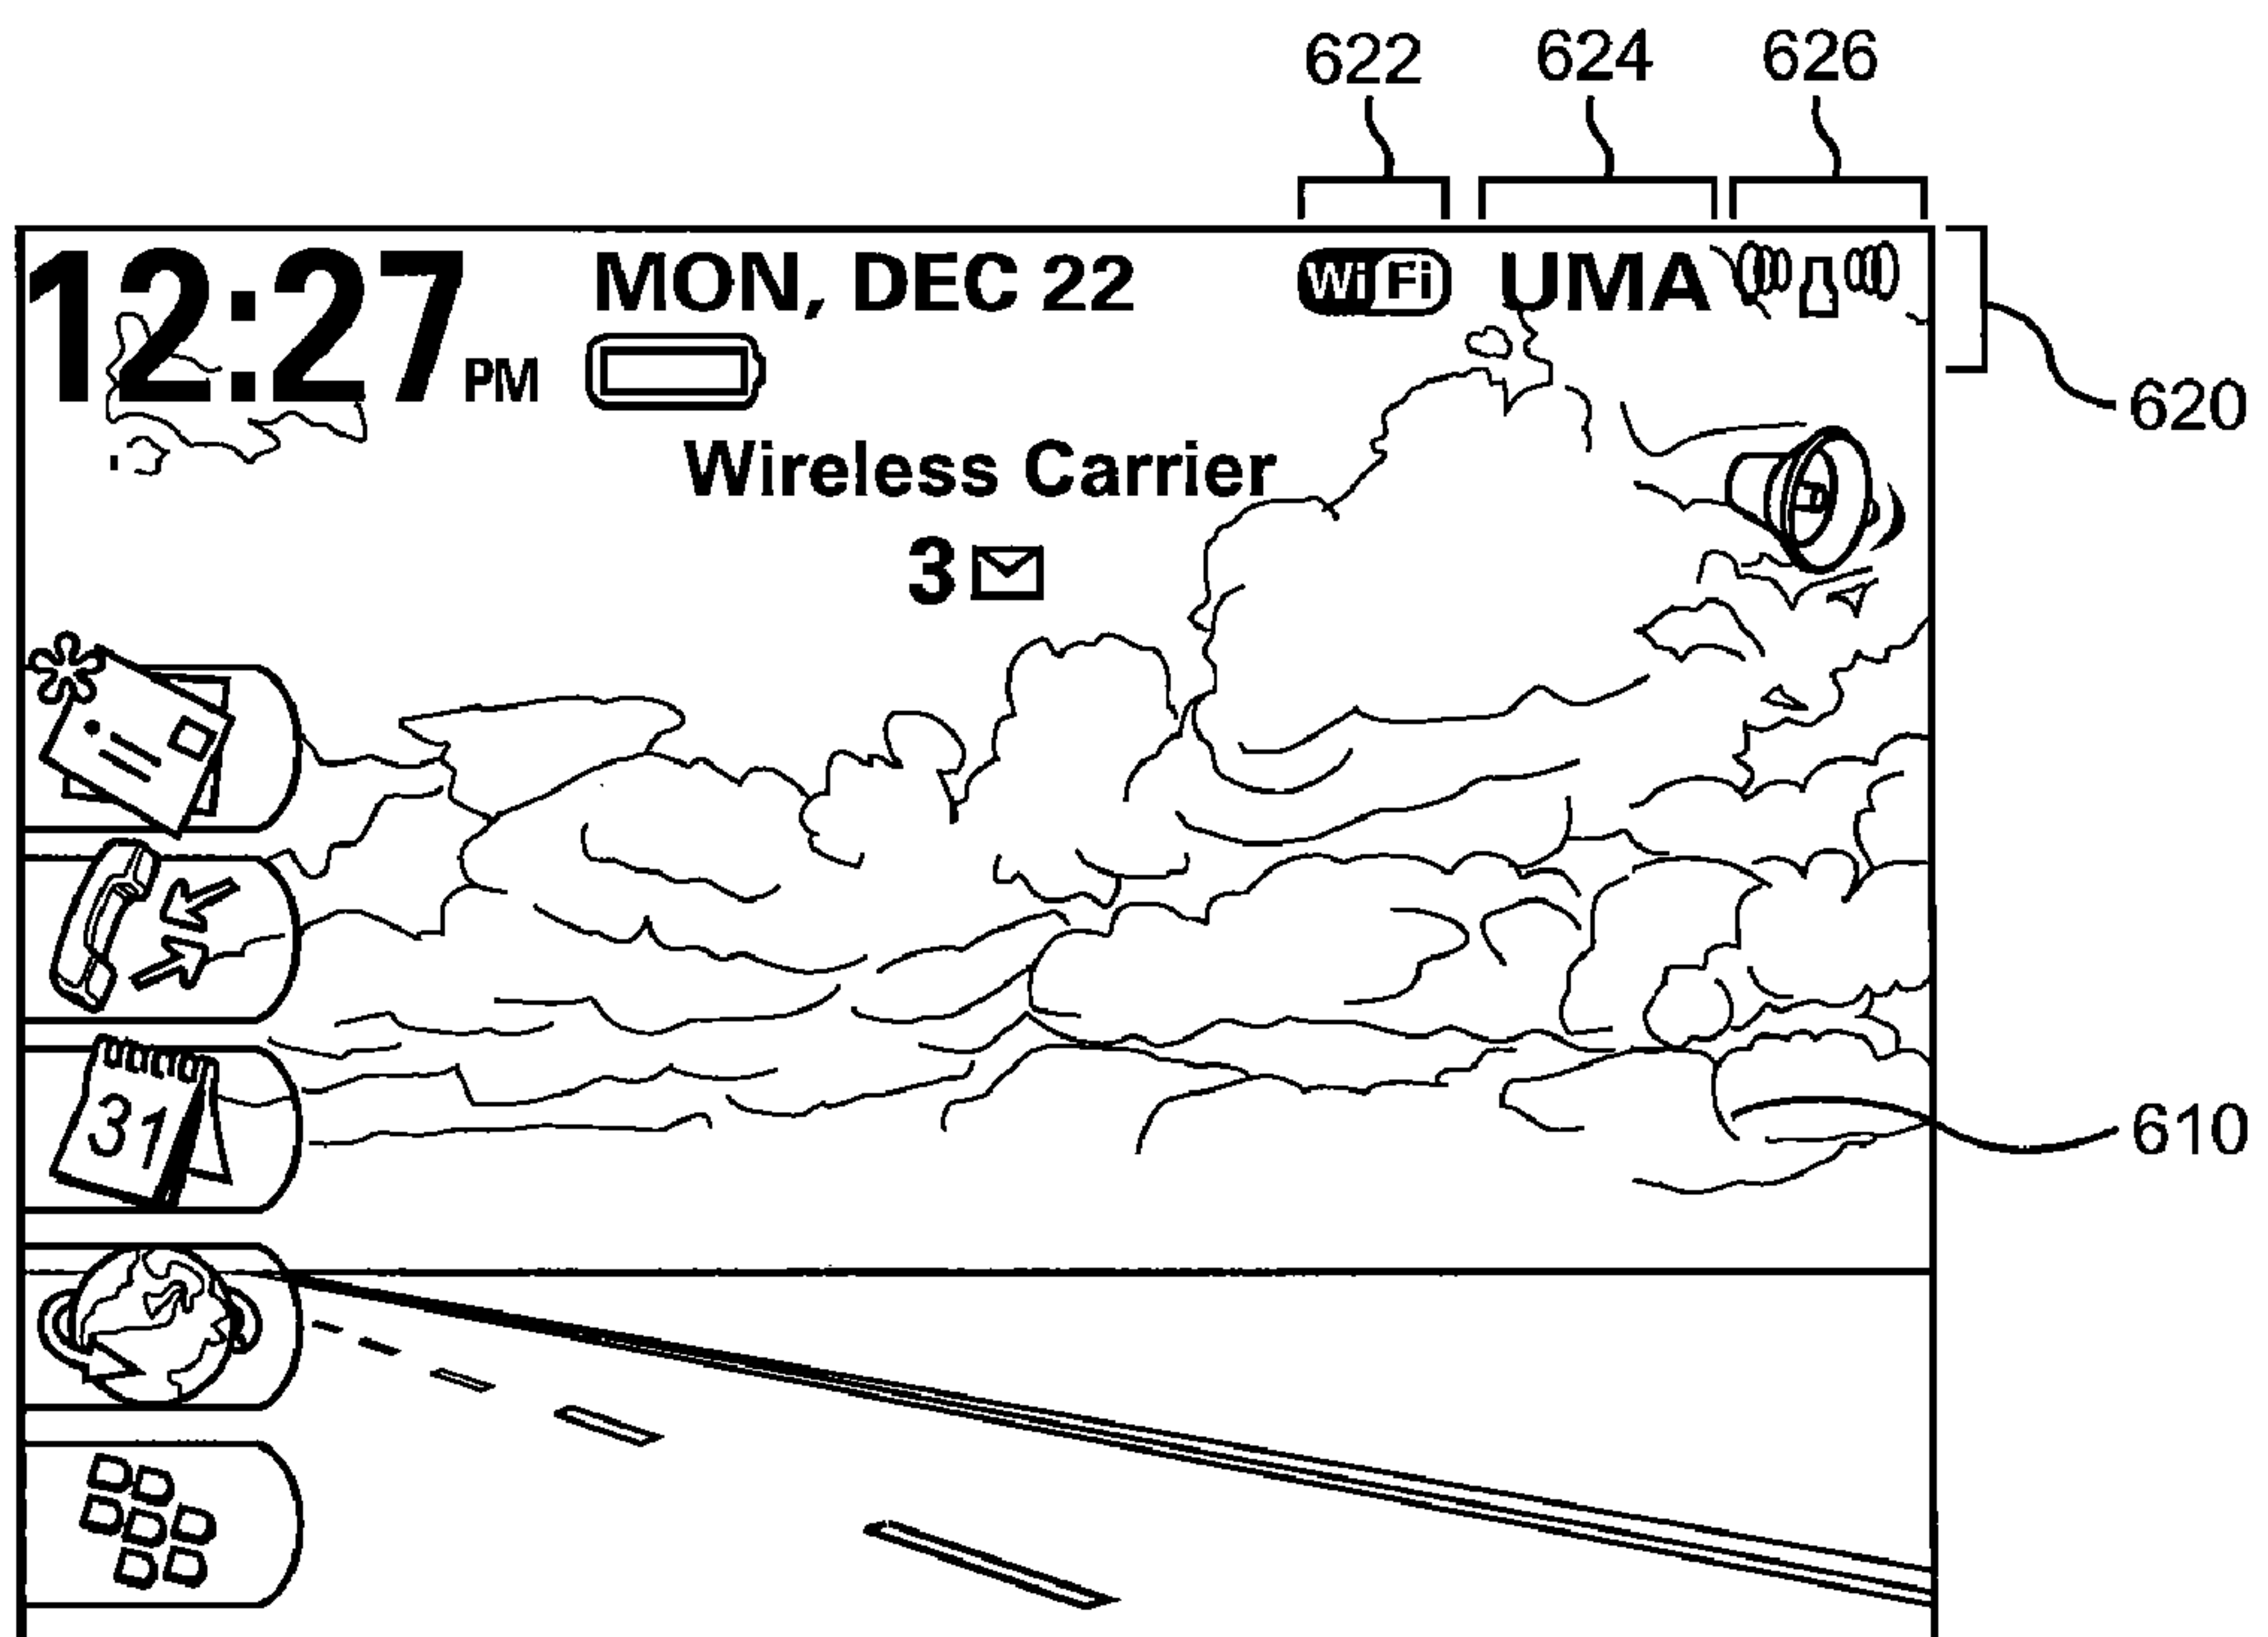 622 624 626
12:27 PM MON, DEC 22 WiFi UMA
620
Wireless Carrier
3
31
610